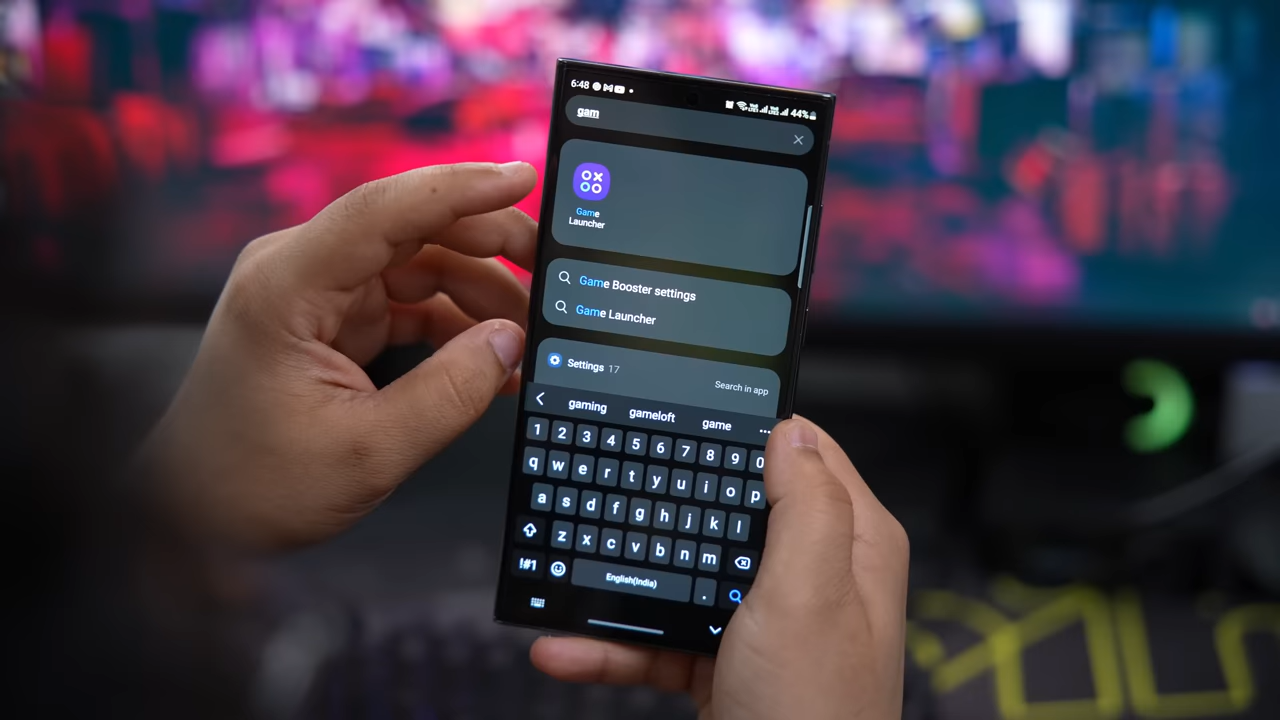 6:48 44%
gam
Game
Launcher
Game Booster settings
Game Launcher
Settings 17
Search in app
gaming gameloft game
1 2 3 4 5 6 7 8 9 0
q w e r t y u i o p
a s d f g h j k l
z x c v b n m
!#1 English(India) .